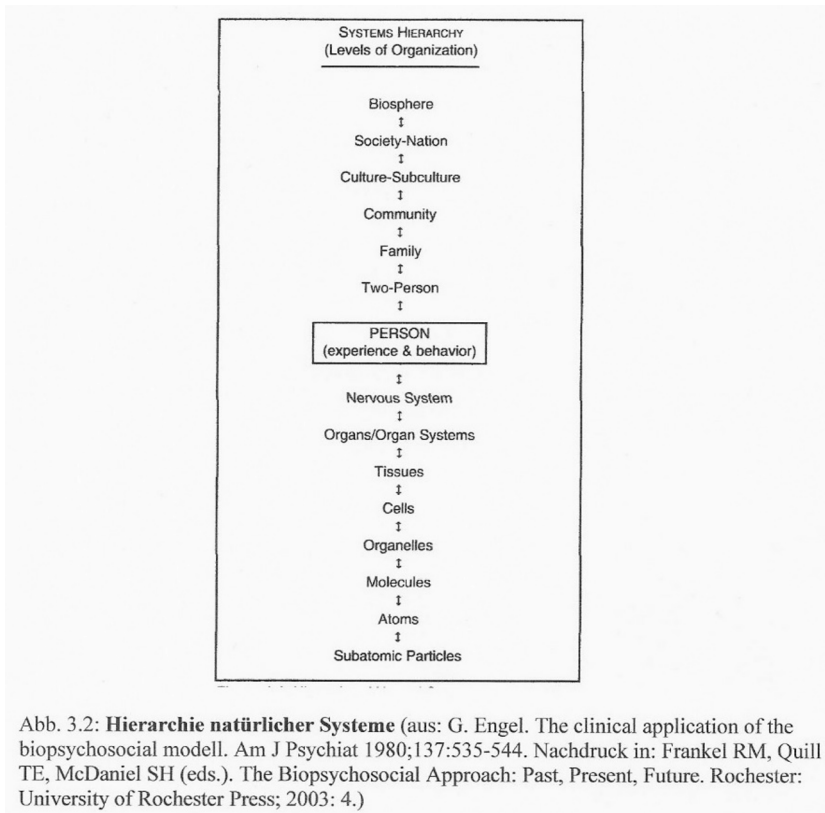 SYSTEMS HIERARCHY
(Levels of Organization)
Biosphere
↕
Society-Nation
↕
Culture-Subculture
↕
Community
↕
Family
↕
Two-Person
↕
PERSON
(experience & behavior)
↕
Nervous System
↕
Organs/Organ Systems
↕
Tissues
↕
Cells
↕
Organelles
↕
Molecules
↕
Atoms
↕
Subatomic Particles
Abb. 3.2: Hierarchie natürlicher Systeme (aus: G. Engel. The clinical application of the
biopsychosocial modell. Am J Psychiat 1980;137:535-544. Nachdruck in: Frankel RM, Quill
TE, McDaniel SH (eds.). The Biopsychosocial Approach: Past, Present, Future. Rochester:
University of Rochester Press; 2003: 4.)